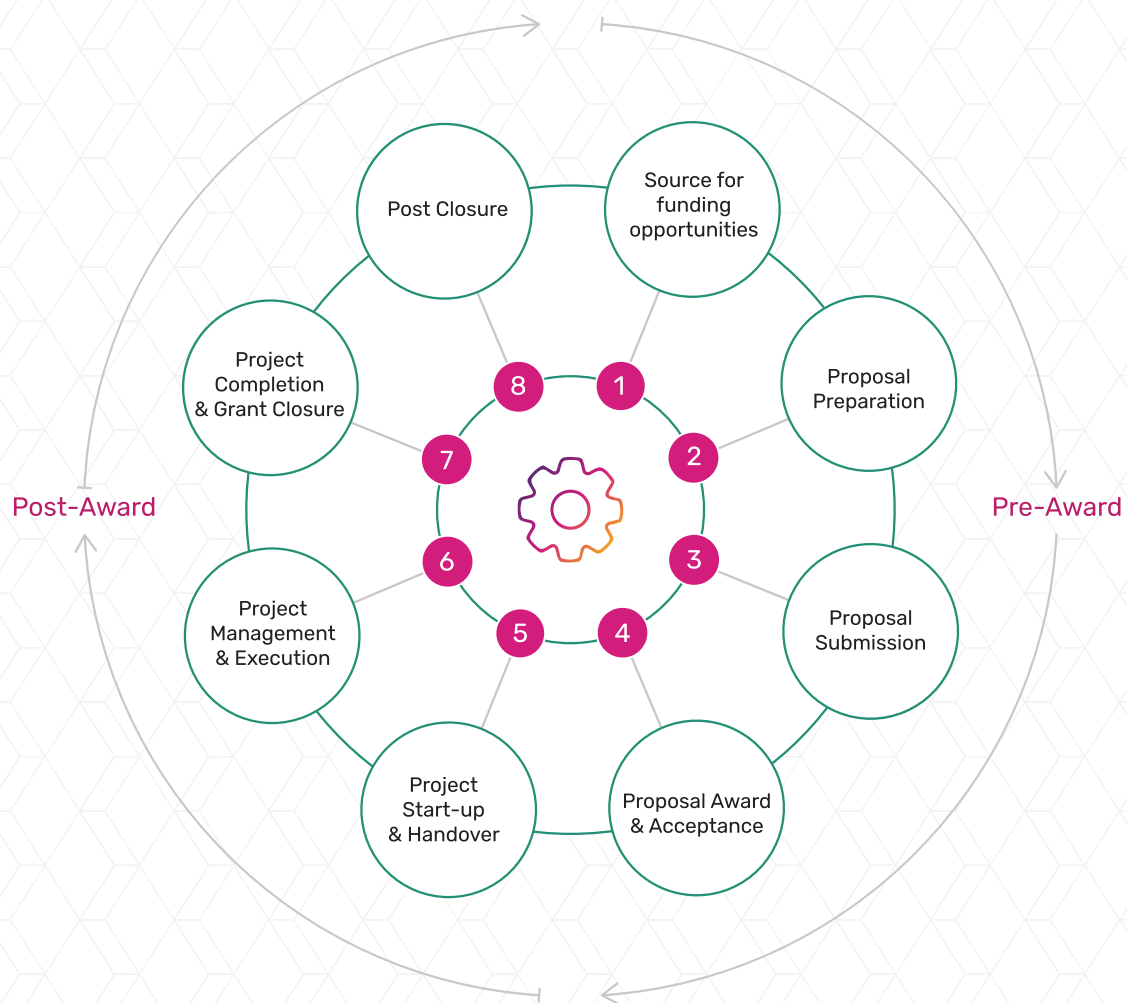 Source for
funding
opportunities
Proposal
Preparation
Proposal
Submission
Proposal Award
& Acceptance
Project
Start-up
& Handover
Project
Management
& Execution
Project
Completion
& Grant Closure
Post Closure
1
2
3
4
5
6
7
8
Pre-Award
Post-Award